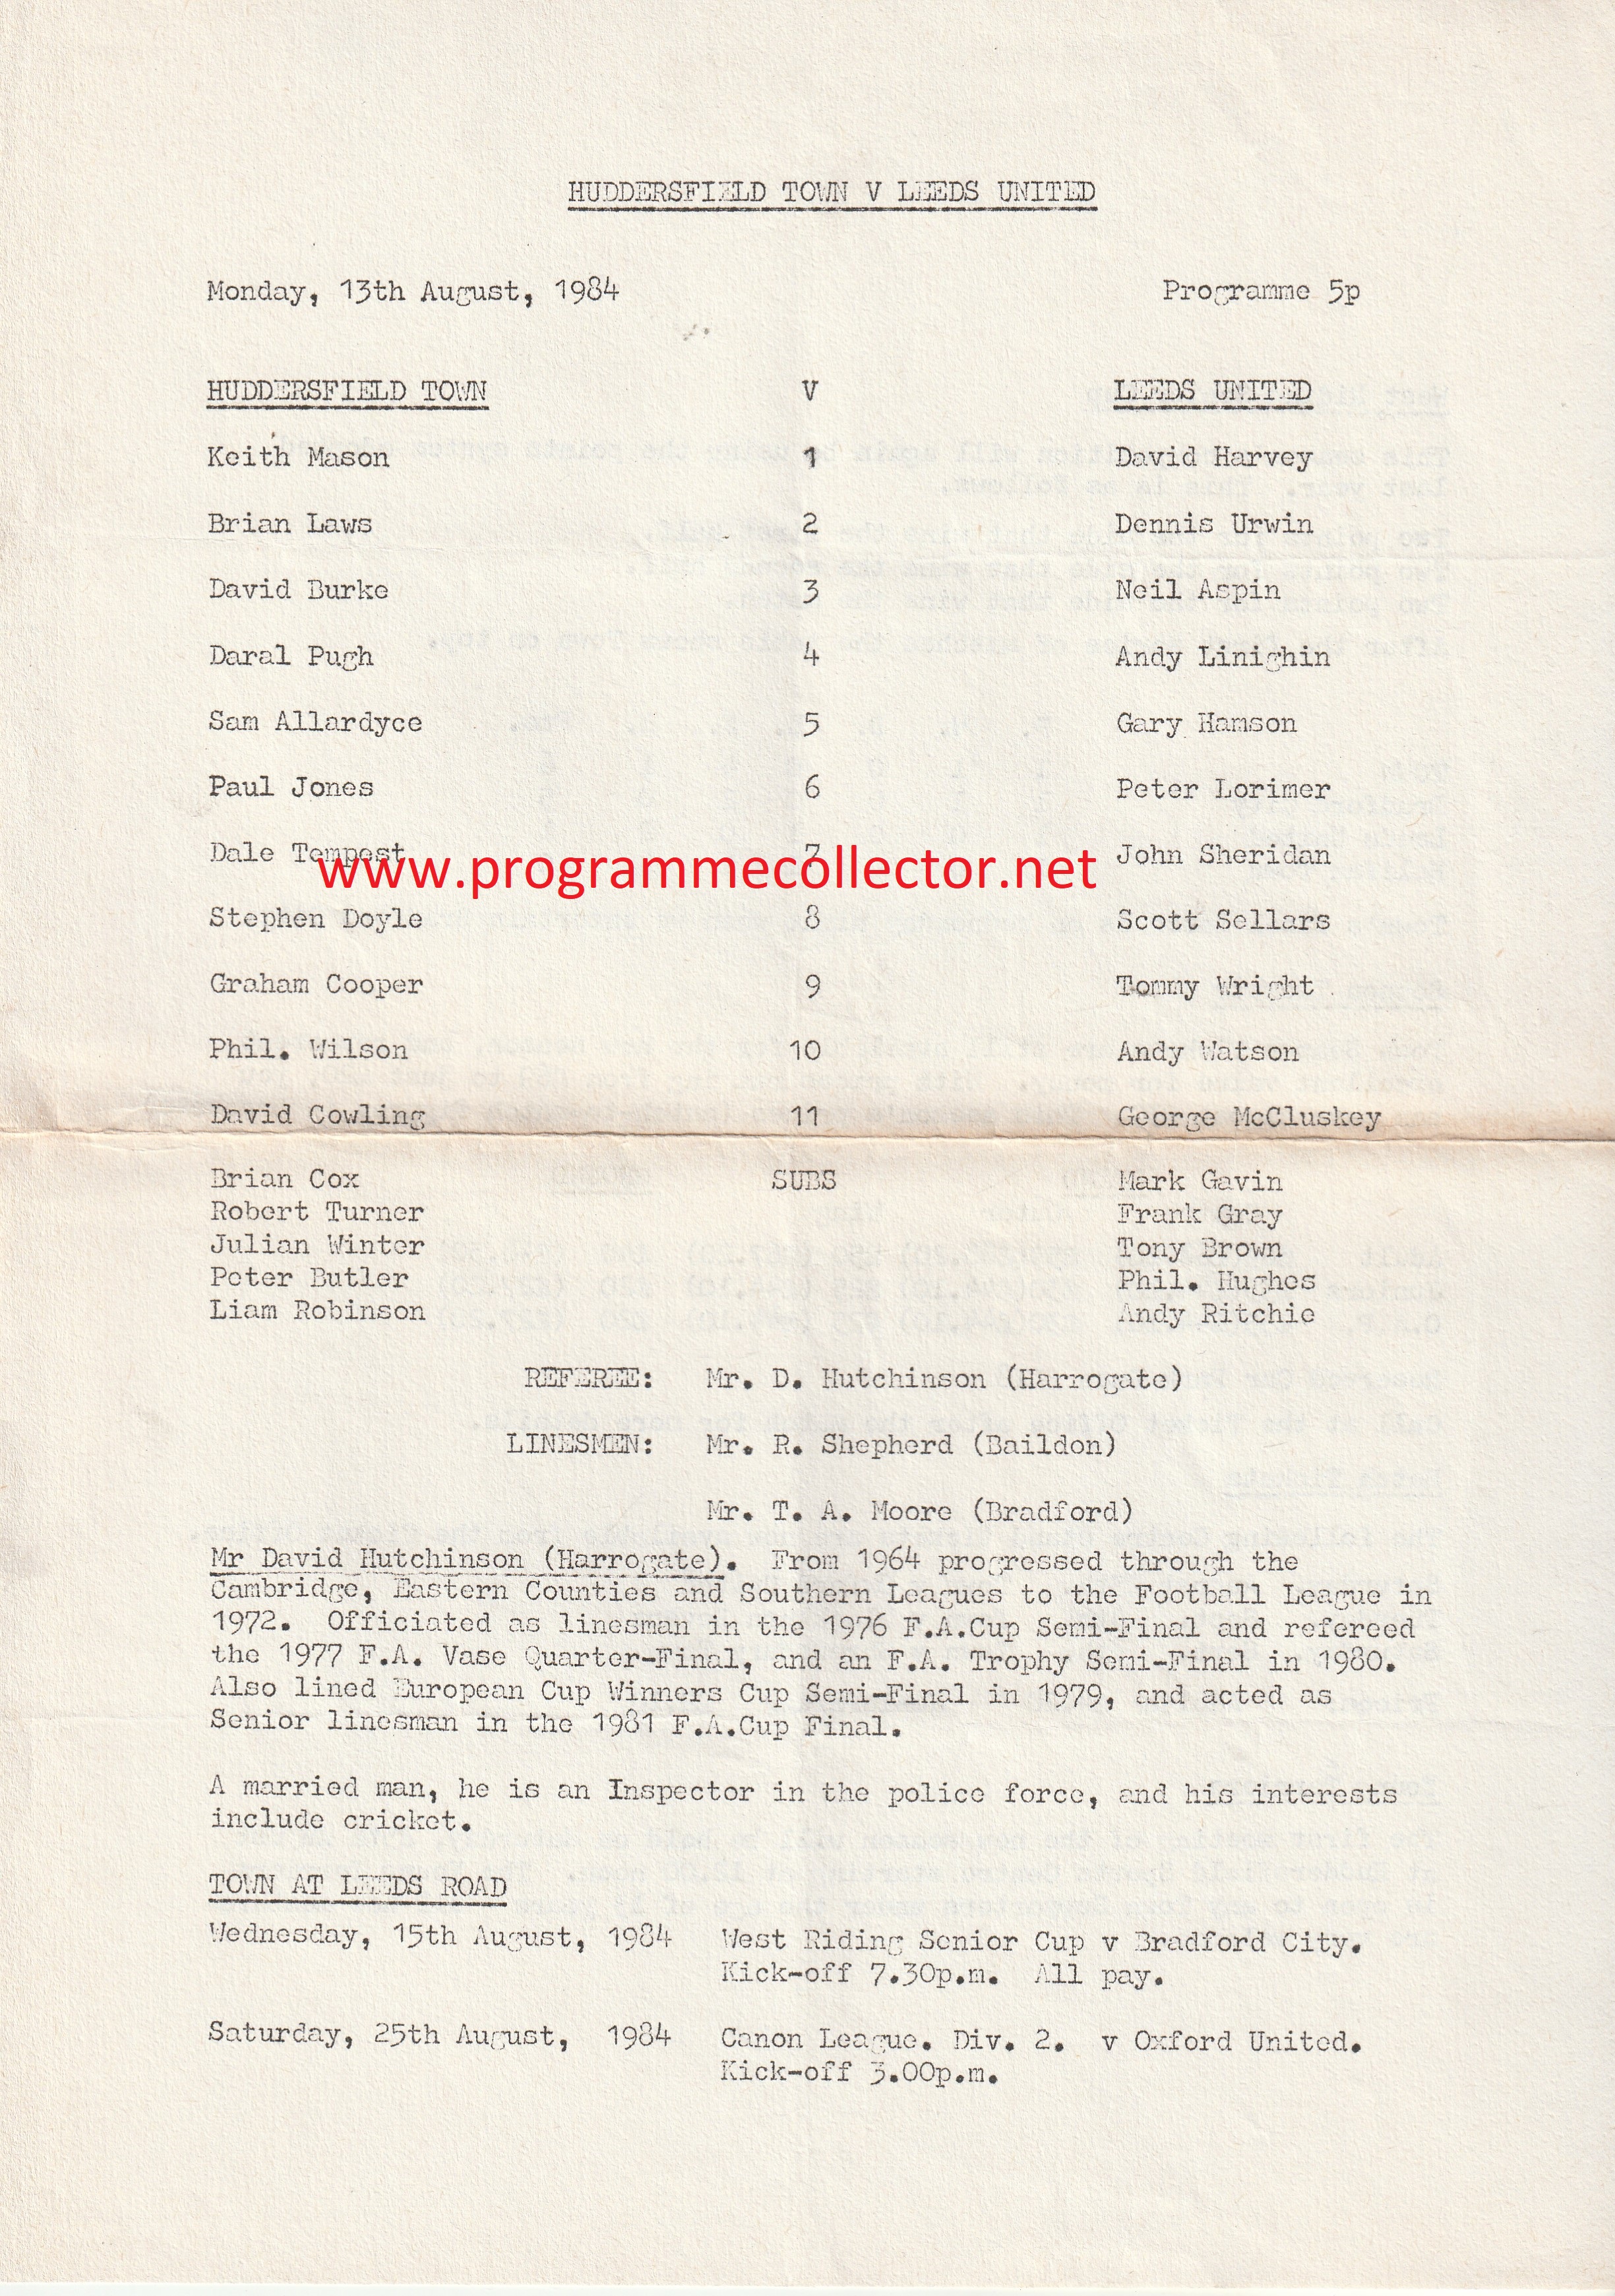 HUDDERSFIELD TOWN V LEEDS UNITED
Monday, 13th August, 1984 Programme 5p
HUDDERSFIELD TOWN V LEEDS UNITED
Keith Mason 1 David Harvey
Brian Laws 2 Dennis Urwin
David Burke 3 Neil Aspin
Daral Pugh 4 Andy Linighin
Sam Allardyce 5 Gary Hamson
Paul Jones 6 Peter Lorimer
Dale Tempest 7 John Sheridan
www.programmecollector.net
Stephen Doyle 8 Scott Sellars
Graham Cooper 9 Tommy Wright
Phil. Wilson 10 Andy Watson
David Cowling 11 George McCluskey
Brian Cox SUBS Mark Gavin
Robert Turner Frank Gray
Julian Winter Tony Brown
Peter Butler Phil. Hughes
Liam Robinson Andy Ritchie
REFEREE: Mr. D. Hutchinson (Harrogate)
LINESMEN: Mr. R. Shepherd (Baildon)
Mr. T. A. Moore (Bradford)
Mr David Hutchinson (Harrogate). From 1964 progressed through the
Cambridge, Eastern Counties and Southern Leagues to the Football League in
1972. Officiated as linesman in the 1976 F.A.Cup Semi-Final and refereed
the 1977 F.A. Vase Quarter-Final, and an F.A. Trophy Semi-Final in 1980.
Also lined European Cup Winners Cup Semi-Final in 1979, and acted as
Senior linesman in the 1981 F.A.Cup Final.
A married man, he is an Inspector in the police force, and his interests
include cricket.
TOWN AT LEEDS ROAD
Wednesday, 15th August, 1984 West Riding Senior Cup v Bradford City.
Kick-off 7.30p.m. All pay.
Saturday, 25th August, 1984 Canon League. Div. 2. v Oxford United.
Kick-off 3.00p.m.